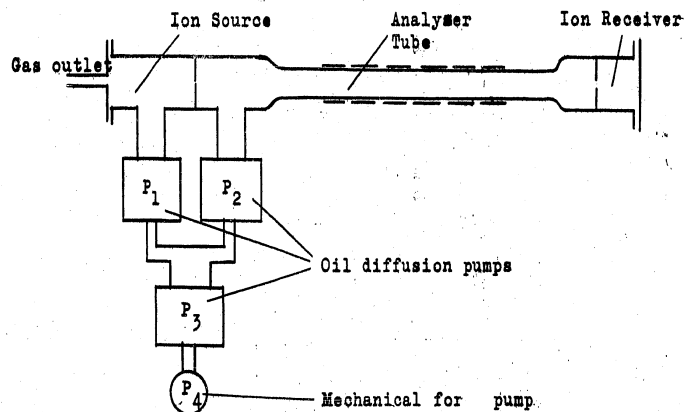 Ion Source
Analyser
Tube
Ion Receiver
Gas outlet
P1
P2
Oil diffusion pumps
P3
P4
Mechanical for pump